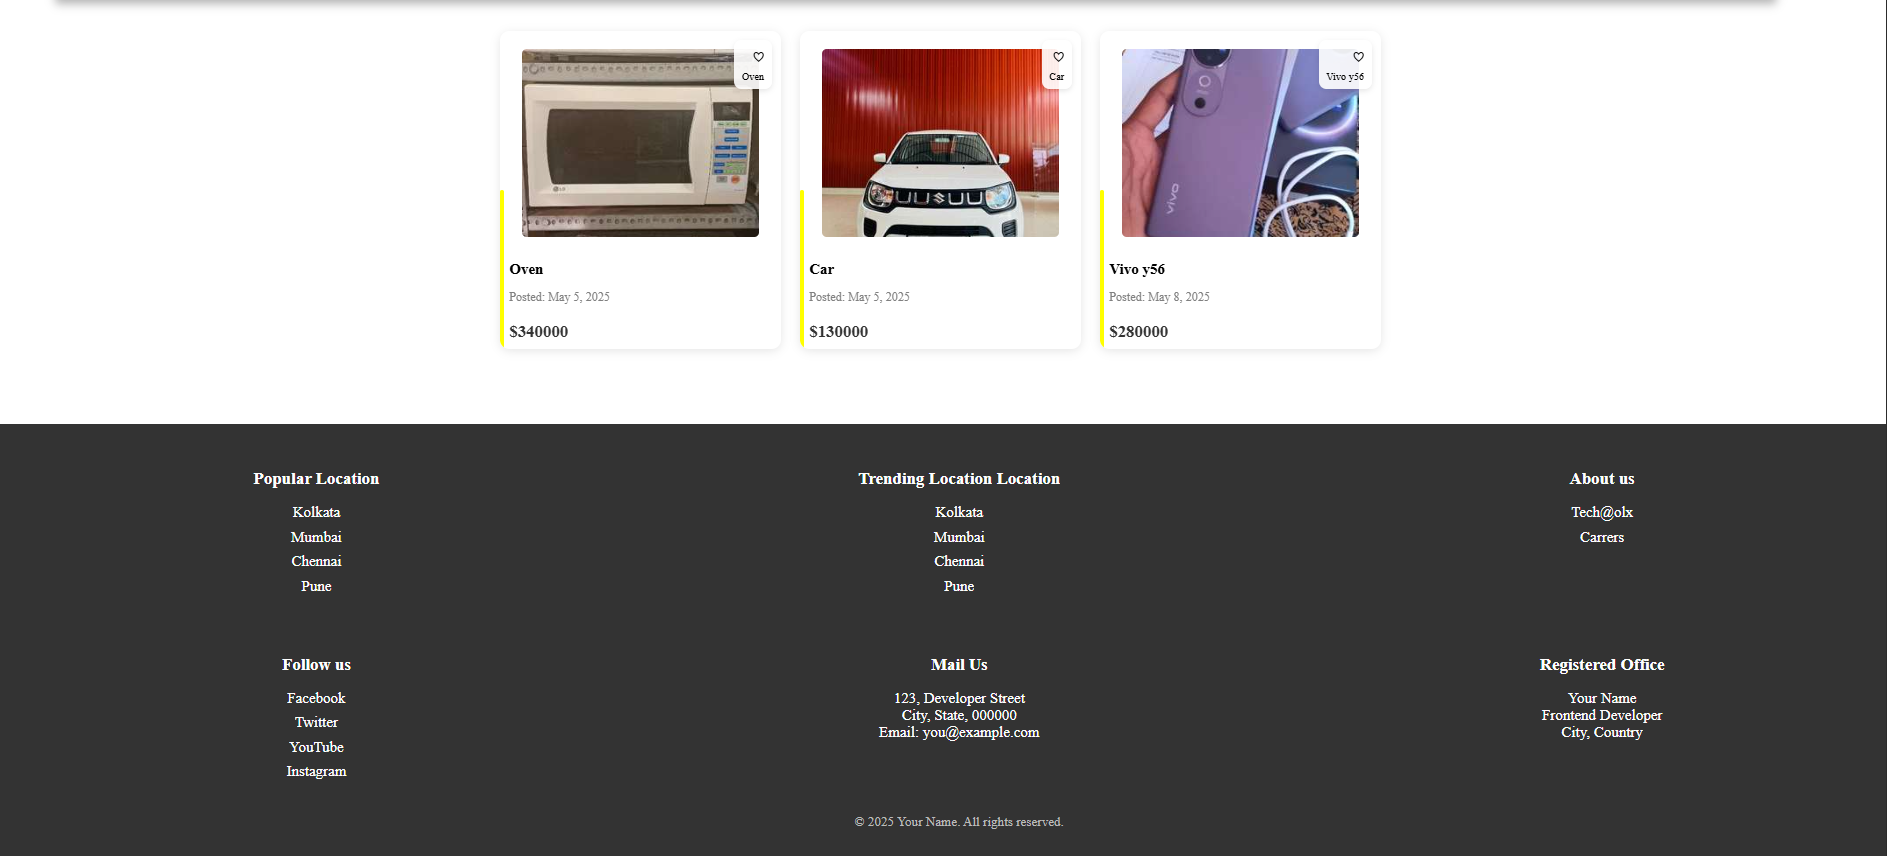 Oven
Car
Vivo y56
vivo
Oven
Posted: May 5, 2025
$340000
Car
Posted: May 5, 2025
$130000
Vivo y56
Posted: May 8, 2025
$280000
Popular Location
Kolkata
Mumbai
Chennai
Pune
Trending Location Location
Kolkata
Mumbai
Chennai
Pune
About us
Tech@olx
Carrers
Follow us
Facebook
Twitter
YouTube
Instagram
Mail Us
123, Developer Street
City, State, 000000
Email: you@example.com
Registered Office
Your Name
Frontend Developer
City, Country
© 2025 Your Name. All rights reserved.